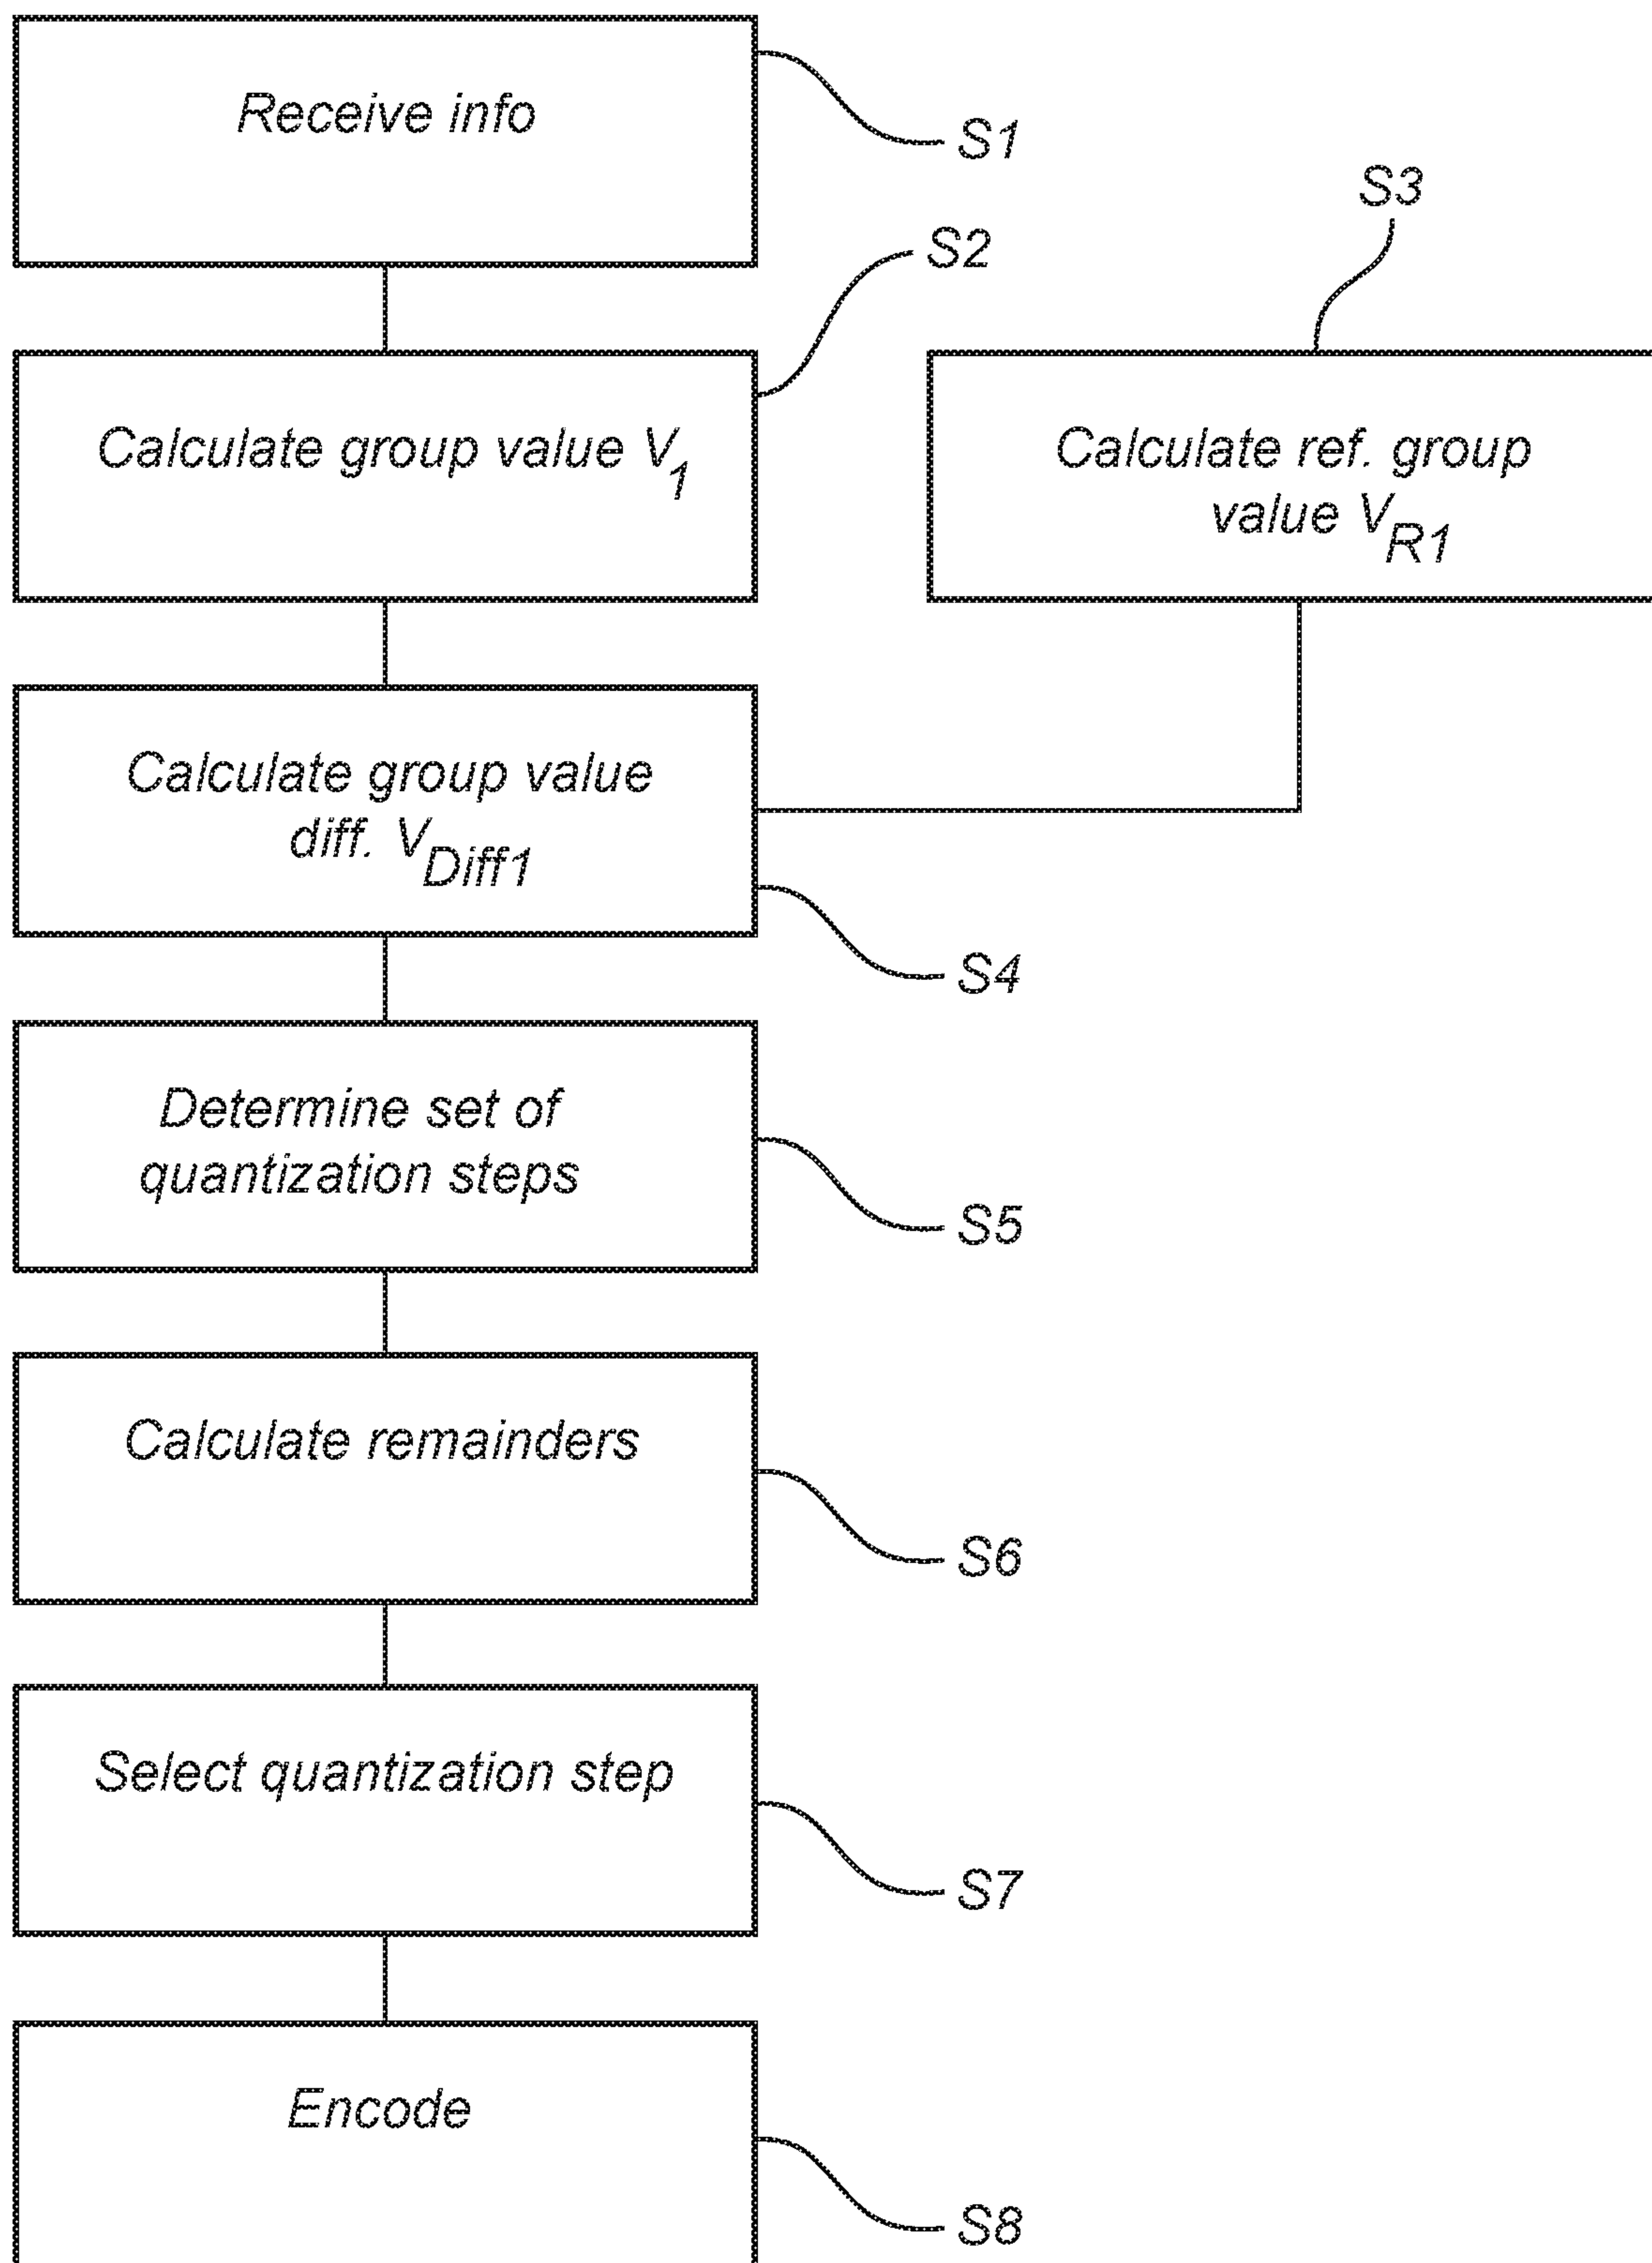 Receive info
S1
S3
S2
Calculate group value V1
Calculate ref. group
value VR1
Calculate group value
diff. VDiff1
S4
Determine set of
quantization steps
S5
Calculate remainders
S6
Select quantization step
S7
Encode
S8